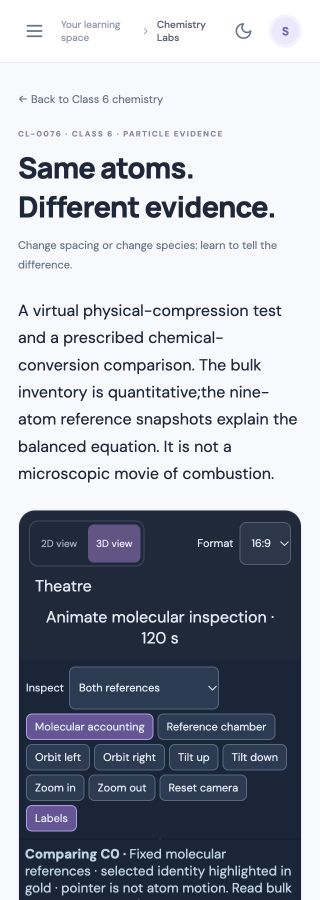 Your learning space
Chemistry Labs
S
← Back to Class 6 chemistry
CL-0076 · CLASS 6 · PARTICLE EVIDENCE
Same atoms.
Different evidence.
Change spacing or change species: learn to tell the
difference.
A virtual physical-compression test
and a prescribed chemical-
conversion comparison. The bulk
inventory is quantitative;the nine-
atom reference snapshots explain the
balanced equation. It is not a
microscopic movie of combustion.
2D view 3D view Format 16:9
Theatre
Animate molecular inspection ·
120 s
Inspect Both references
Molecular accounting Reference chamber
Orbit left Orbit right Tilt up Tilt down
Zoom in Zoom out Reset camera
Labels
Comparing C0 · Fixed molecular
references · selected identity highlighted in
gold · pointer is not atom motion. Read bulk